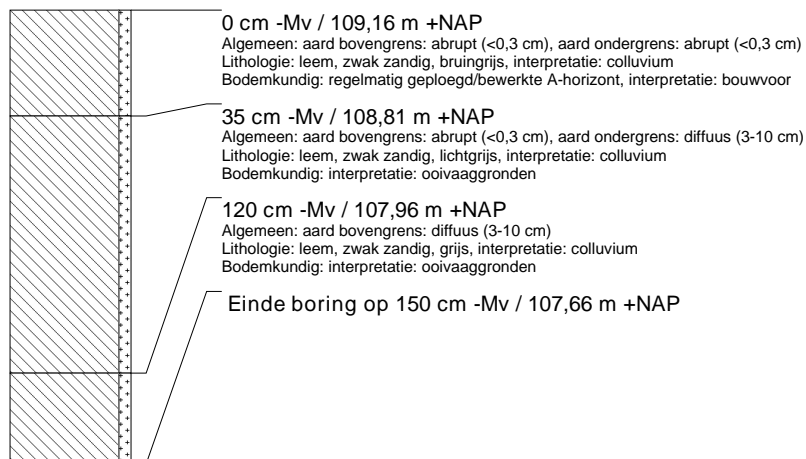 0 cm -Mv / 109,16 m +NAP
Algemeen: aard bovengrens: abrupt (<0,3 cm), aard ondergrens: abrupt (<0,3 cm)
Lithologie: leem, zwak zandig, bruingrijs, interpretatie: colluvium
Bodemkundig: regelmatig geploegd/bewerkte A-horizont, interpretatie: bouwvoor
35 cm -Mv / 108,81 m +NAP
Algemeen: aard bovengrens: abrupt (<0,3 cm), aard ondergrens: diffuus (3-10 cm)
Lithologie: leem, zwak zandig, lichtgrijs, interpretatie: colluvium
Bodemkundig: interpretatie: ooivaaggronden
120 cm -Mv / 107,96 m +NAP
Algemeen: aard bovengrens: diffuus (3-10 cm)
Lithologie: leem, zwak zandig, grijs, interpretatie: colluvium
Bodemkundig: interpretatie: ooivaaggronden
Einde boring op 150 cm -Mv / 107,66 m +NAP